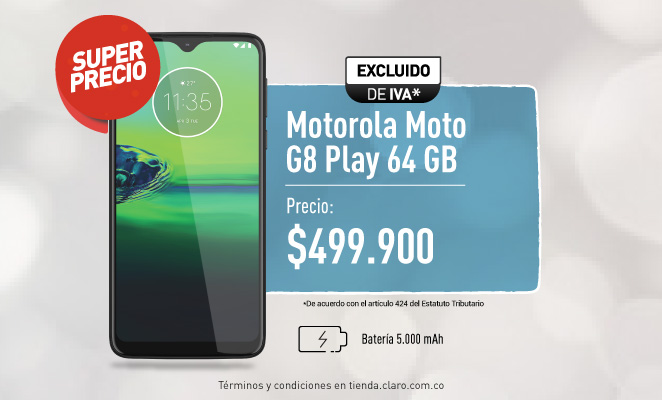 SUPER
PRECIO
27°
11:35
EXCLUIDO
DE IVA*
Motorola Moto
G8 Play 64 GB
Precio:
$499.900
*De acuerdo con el artículo 424 del Estatuto Tributario
Batería 5.000 mAh
Términos y condiciones en tienda.claro.com.co